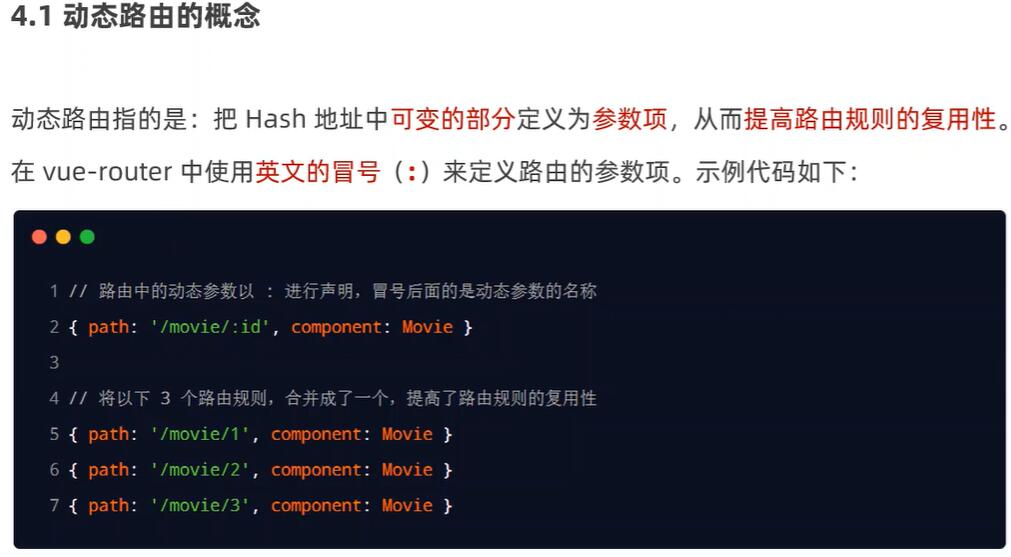 4.1 动态路由的概念
动态路由指的是：把 Hash 地址中可变的部分定义为参数项，从而提高路由规则的复用性。
在 vue-router 中使用英文的冒号（:）来定义路由的参数项。示例代码如下：
1 // 路由中的动态参数以 : 进行声明，冒号后面的是动态参数的名称
2 { path: '/movie/:id', component: Movie }
3
4 // 将以下 3 个路由规则，合并成了一个，提高了路由规则的复用性
5 { path: '/movie/1', component: Movie }
6 { path: '/movie/2', component: Movie }
7 { path: '/movie/3', component: Movie }